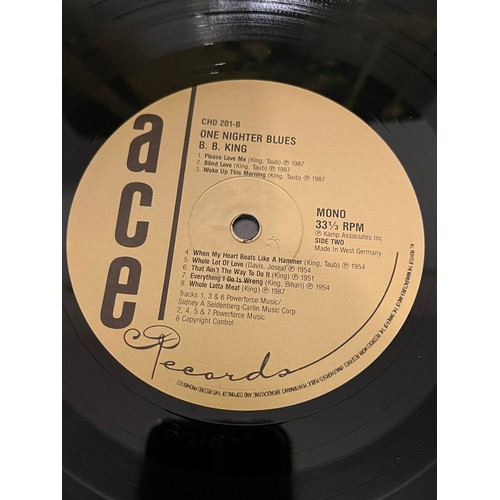 ace
Records
CHD 201-B
ONE NIGHTER BLUES
B. B. KING
1. Please Love Me (King, Taub) ℗ 1987
2. Blind Love (King, Taub) ℗ 1987
3. Woke Up This Morning (King, Taub) ℗ 1987
MONO
33⅓ RPM
℗ Kamp Associates Inc
SIDE TWO
Made In West Germany
4. When My Heart Beats Like A Hammer (King, Taub) ℗ 1954
5. Whole Lot Of Love (Davis, Josea) ℗ 1954
6. That Ain't The Way To Do It (King) ℗ 1951
7. Everything I Do Is Wrong (King, Bihari) ℗ 1954
8. Whole Lotta Meat (King) ℗ 1987
Tracks 1, 3 & 6 Powerforce Music/
Sidney A Seidenberg-Carlin Music Corp
2, 4, 5 & 7 Powerforce Music
8 Copyright Control